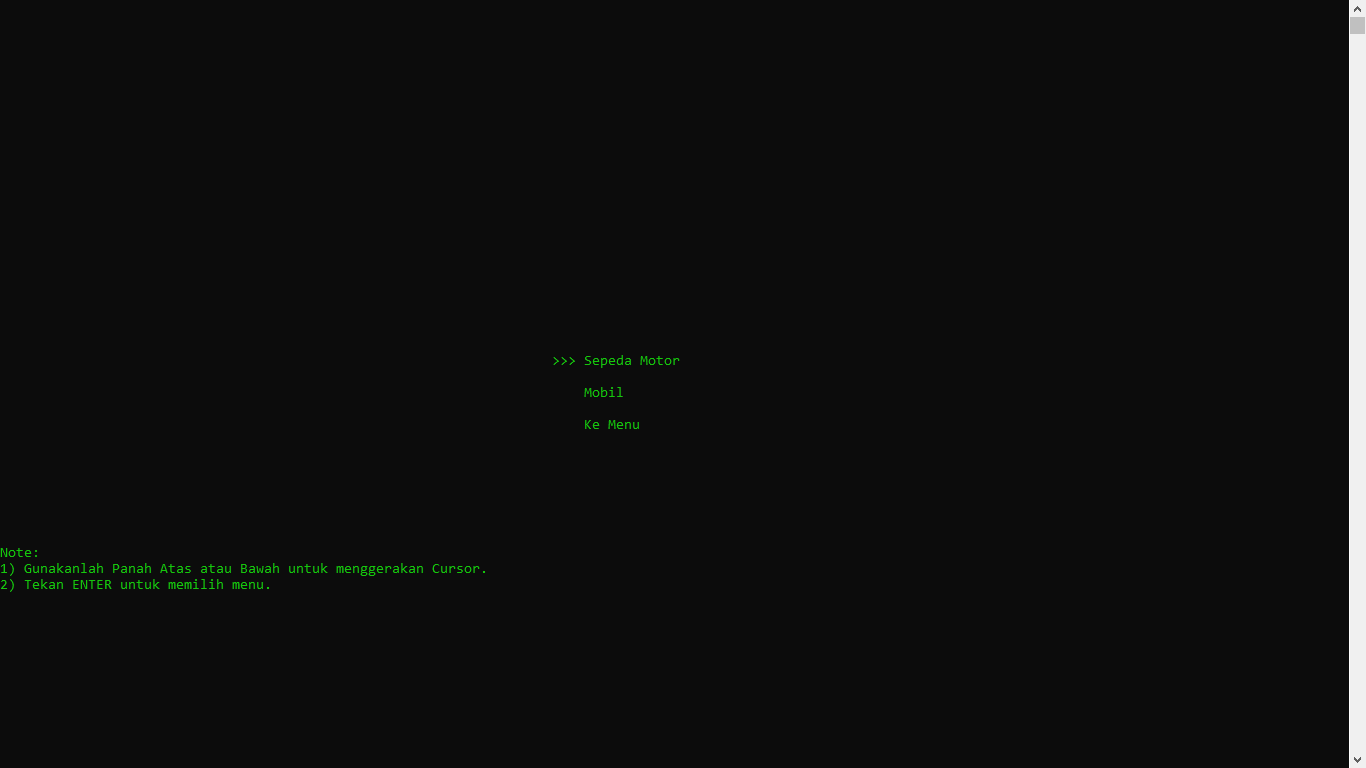 >>> Sepeda Motor
Mobil
Ke Menu
Note:
1) Gunakanlah Panah Atas atau Bawah untuk menggerakan Cursor.
2) Tekan ENTER untuk memilih menu.